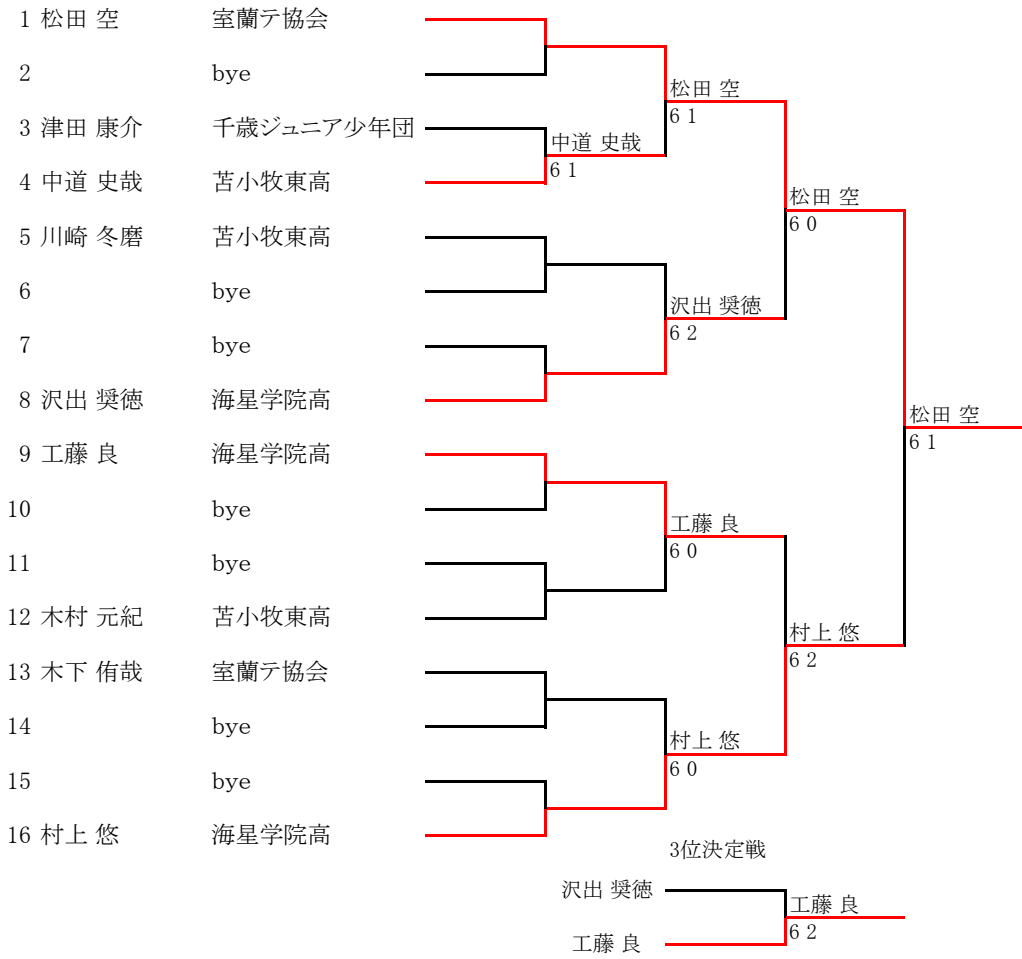 1 松田 空 室蘭テ協会
2 bye
松田 空
6 1
3 津田 康介 千歳ジュニア少年団
中道 史哉
6 1
4 中道 史哉 苫小牧東高
松田 空
6 0
5 川崎 冬磨 苫小牧東高
6 bye
沢出 奨徳
6 2
7 bye
8 沢出 奨徳 海星学院高
松田 空
6 1
9 工藤 良 海星学院高
10 bye
工藤 良
6 0
11 bye
12 木村 元紀 苫小牧東高
村上 悠
6 2
13 木下 侑哉 室蘭テ協会
14 bye
村上 悠
6 0
15 bye
16 村上 悠 海星学院高
3位決定戦
沢出 奨徳
工藤 良
6 2
工藤 良